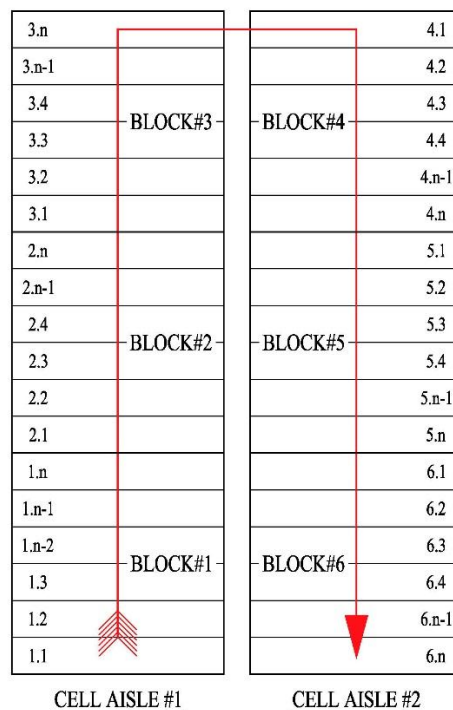 3.n
3.n-1
3.4
3.3
3.2
3.1
2.n
2.n-1
2.4
2.3
2.2
2.1
1.n
1.n-1
1.n-2
1.3
1.2
1.1
BLOCK#3
BLOCK#2
BLOCK#1
CELL AISLE #1
4.1
4.2
4.3
4.4
4.n-1
4.n
5.1
5.2
5.3
5.4
5.n-1
5.n
6.1
6.2
6.3
6.4
6.n-1
6.n
BLOCK#4
BLOCK#5
BLOCK#6
CELL AISLE #2